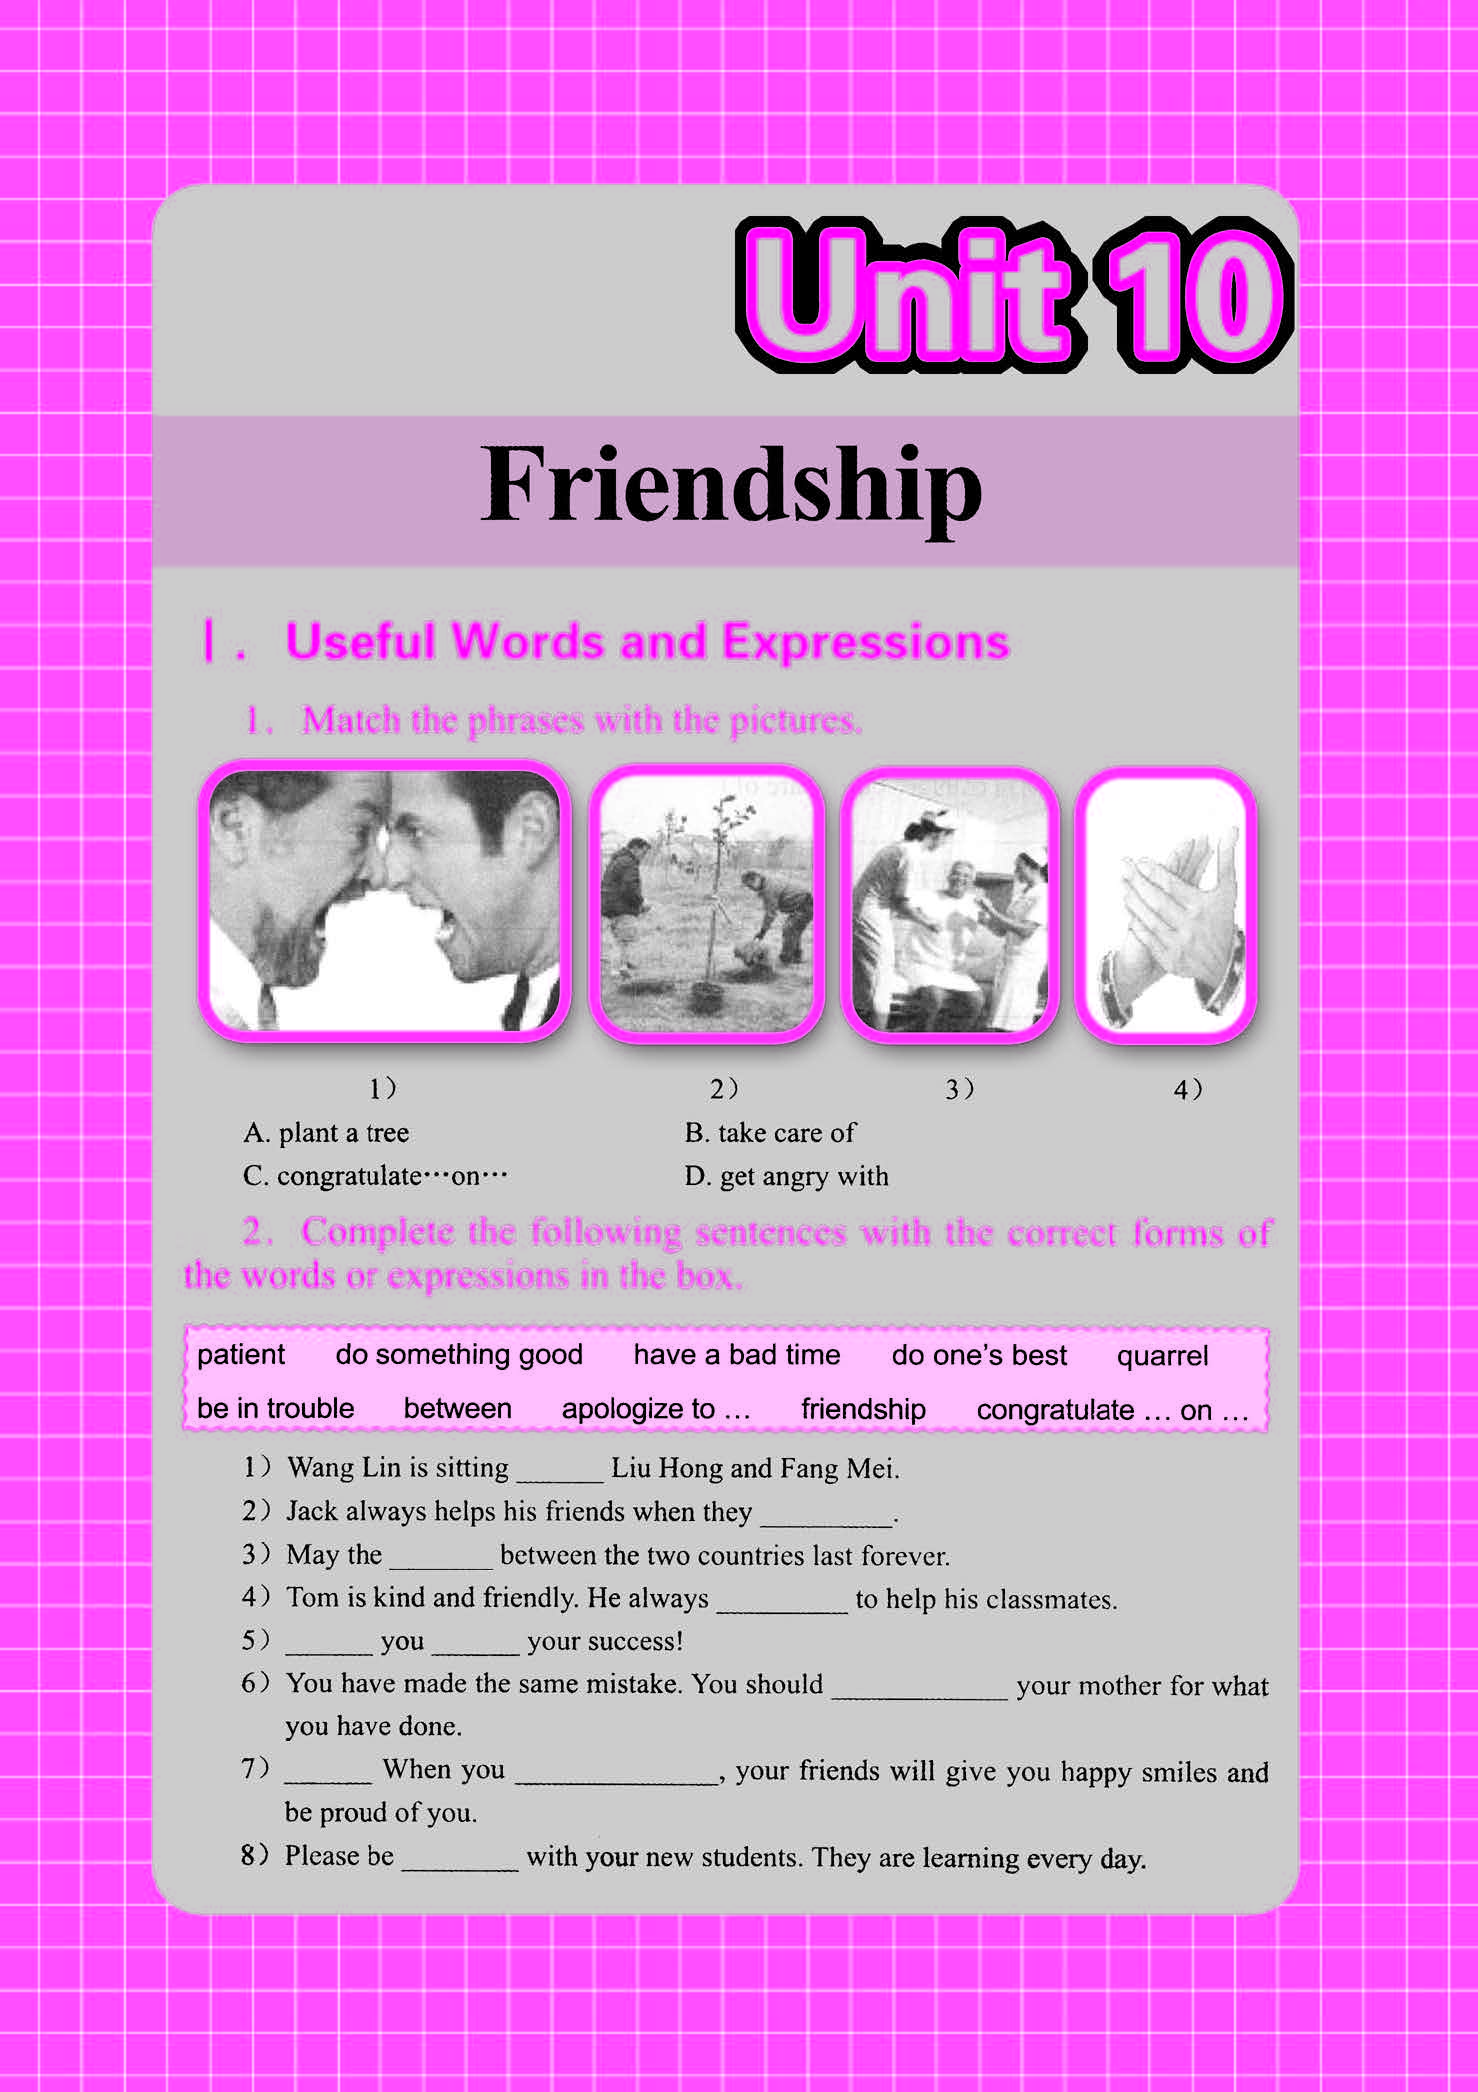 Unit 10
Friendship
Ⅰ. Useful Words and Expressions
1. Match the phrases with the pictures.
1） 2） 3） 4）
A. plant a tree B. take care of
C. congratulate…on… D. get angry with
2. Complete the following sentences with the correct forms of
the words or expressions in the box.
patient do something good have a bad time do one's best quarrel
be in trouble between apologize to … friendship congratulate … on …
1）Wang Lin is sitting ______ Liu Hong and Fang Mei.
2）Jack always helps his friends when they _________.
3）May the _______ between the two countries last forever.
4）Tom is kind and friendly. He always _________ to help his classmates.
5）______ you ______ your success!
6）You have made the same mistake. You should ____________ your mother for what
you have done.
7）______ When you ______________, your friends will give you happy smiles and
be proud of you.
8）Please be ________ with your new students. They are learning every day.